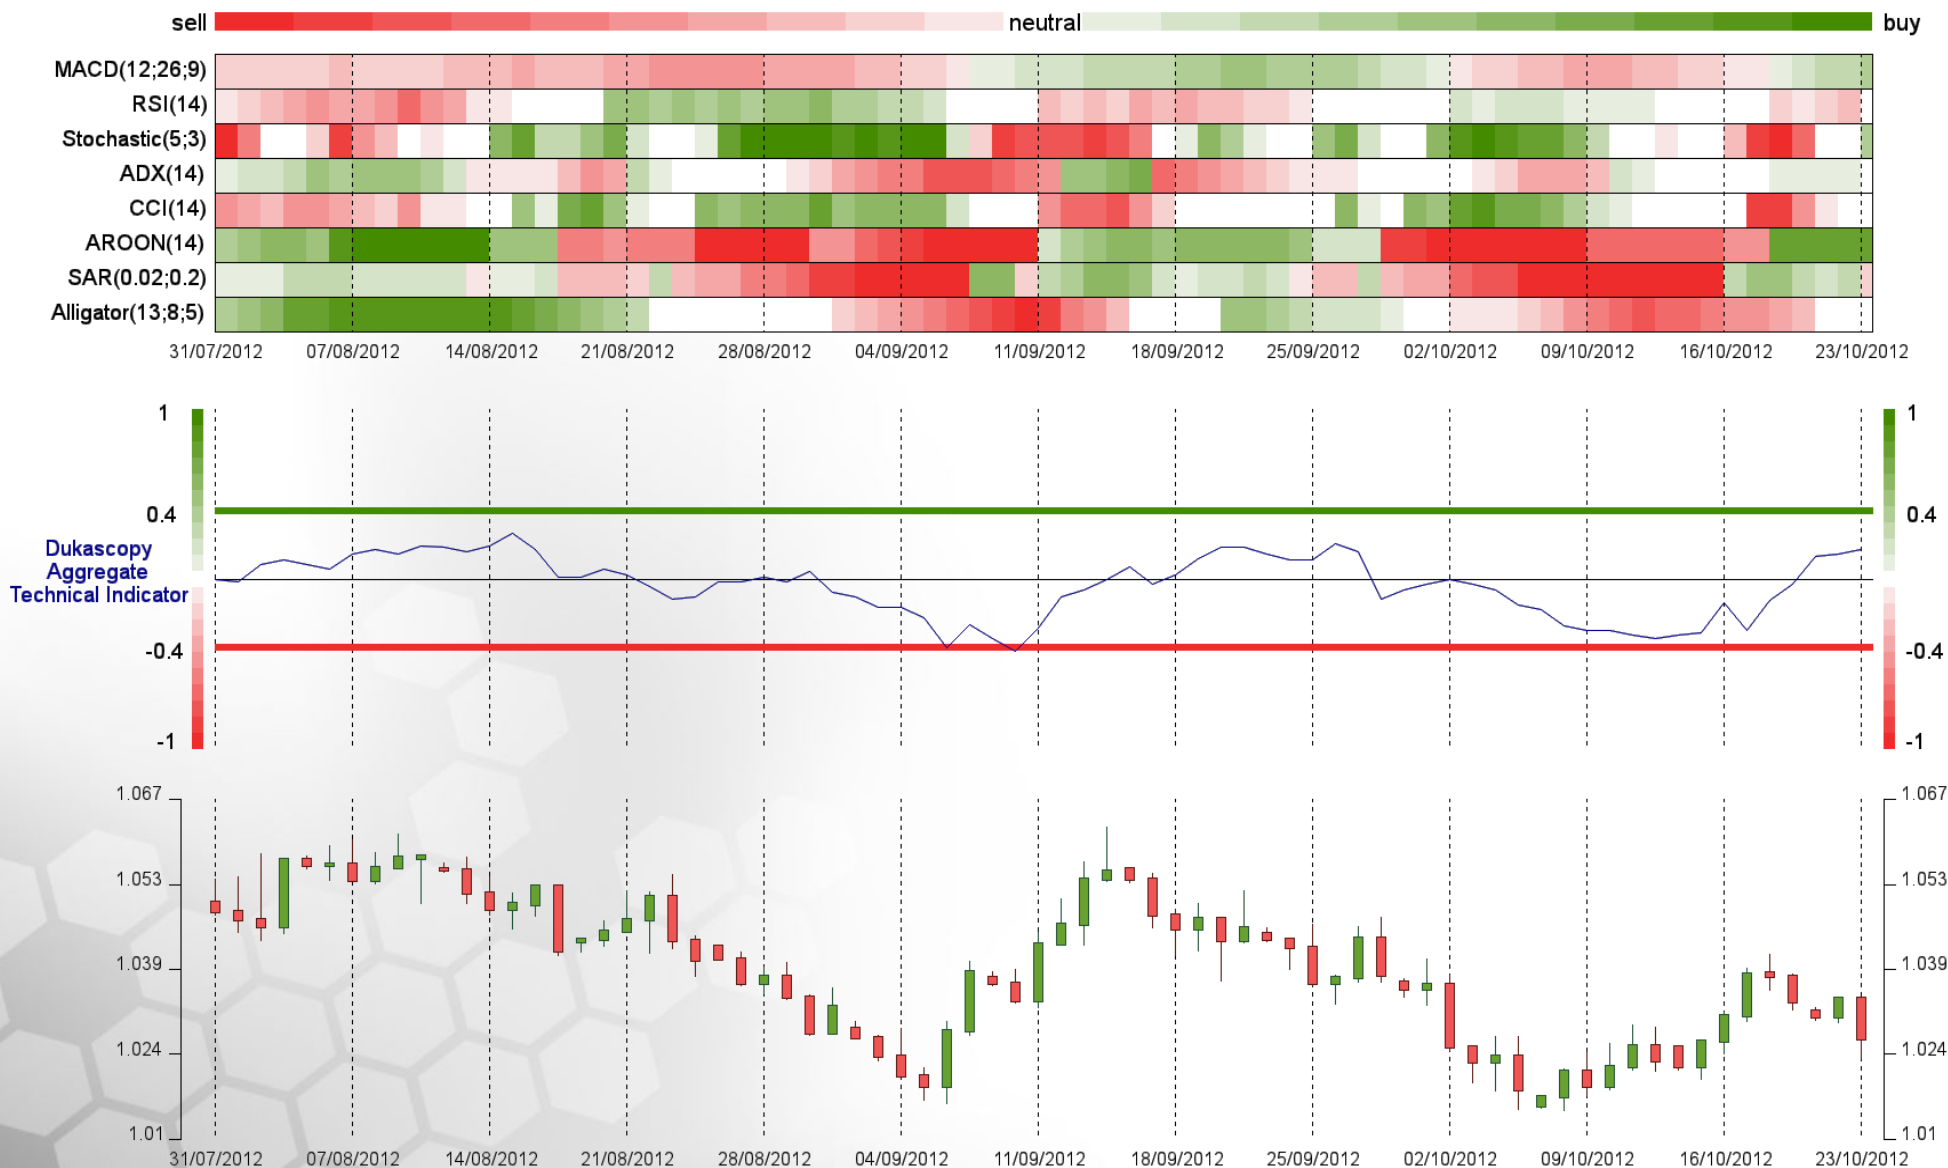 sell neutral buy
MACD(12;26;9)
RSI(14)
Stochastic(5;3)
ADX(14)
CCI(14)
AROON(14)
SAR(0.02;0.2)
Alligator(13;8;5)
31/07/2012 07/08/2012 14/08/2012 21/08/2012 28/08/2012 04/09/2012 11/09/2012 18/09/2012 25/09/2012 02/10/2012 09/10/2012 16/10/2012 23/10/2012
1 1
0.4 0.4
Dukascopy
Aggregate
Technical Indicator
-0.4 -0.4
-1 -1
1.067 1.067
1.053 1.053
1.039 1.039
1.024 1.024
1.01 1.01
31/07/2012 07/08/2012 14/08/2012 21/08/2012 28/08/2012 04/09/2012 11/09/2012 18/09/2012 25/09/2012 02/10/2012 09/10/2012 16/10/2012 23/10/2012